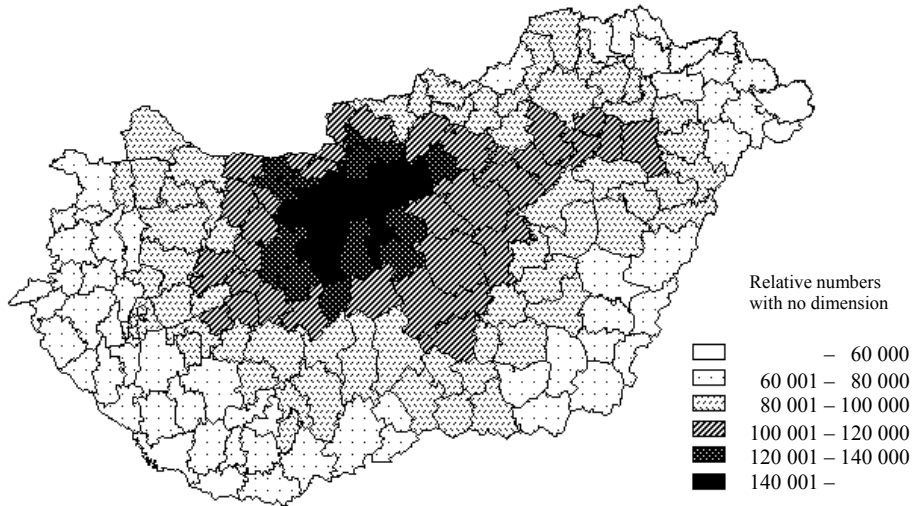 Relative numbers
with no dimension
– 60 000
60 001 – 80 000
80 001 – 100 000
100 001 – 120 000
120 001 – 140 000
140 001 –